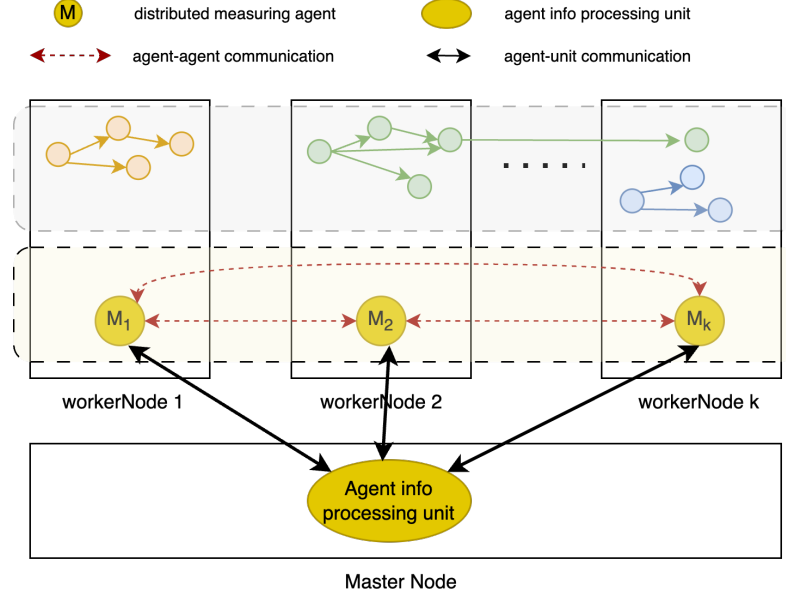 M
distributed measuring agent
agent info processing unit
agent-agent communication
agent-unit communication
.....
M1
M2
Mk
workerNode 1
workerNode 2
workerNode k
Agent info
processing unit
Master Node